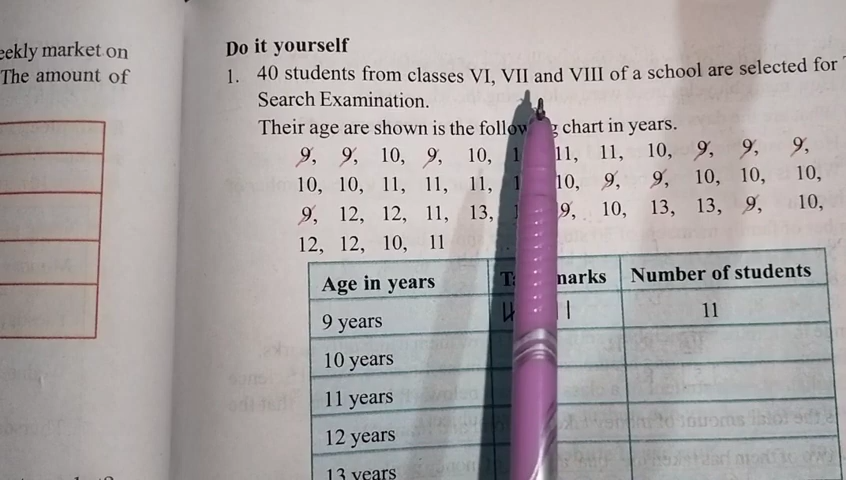 eekly market on
The amount of
Do it yourself
1. 40 students from classes VI, VII and VIII of a school are selected for
Search Examination.
Their age are shown is the follow g chart in years.
9, 9, 10, 9, 10, 1 11, 11, 10, 9, 9, 9,
10, 10, 11, 11, 11, 1 10, 9, 9, 10, 10, 10,
9, 12, 12, 11, 13, 9, 10, 13, 13, 9, 10,
12, 12, 10, 11
Age in years T marks Number of students
9 years 11
10 years
11 years
12 years
13 years